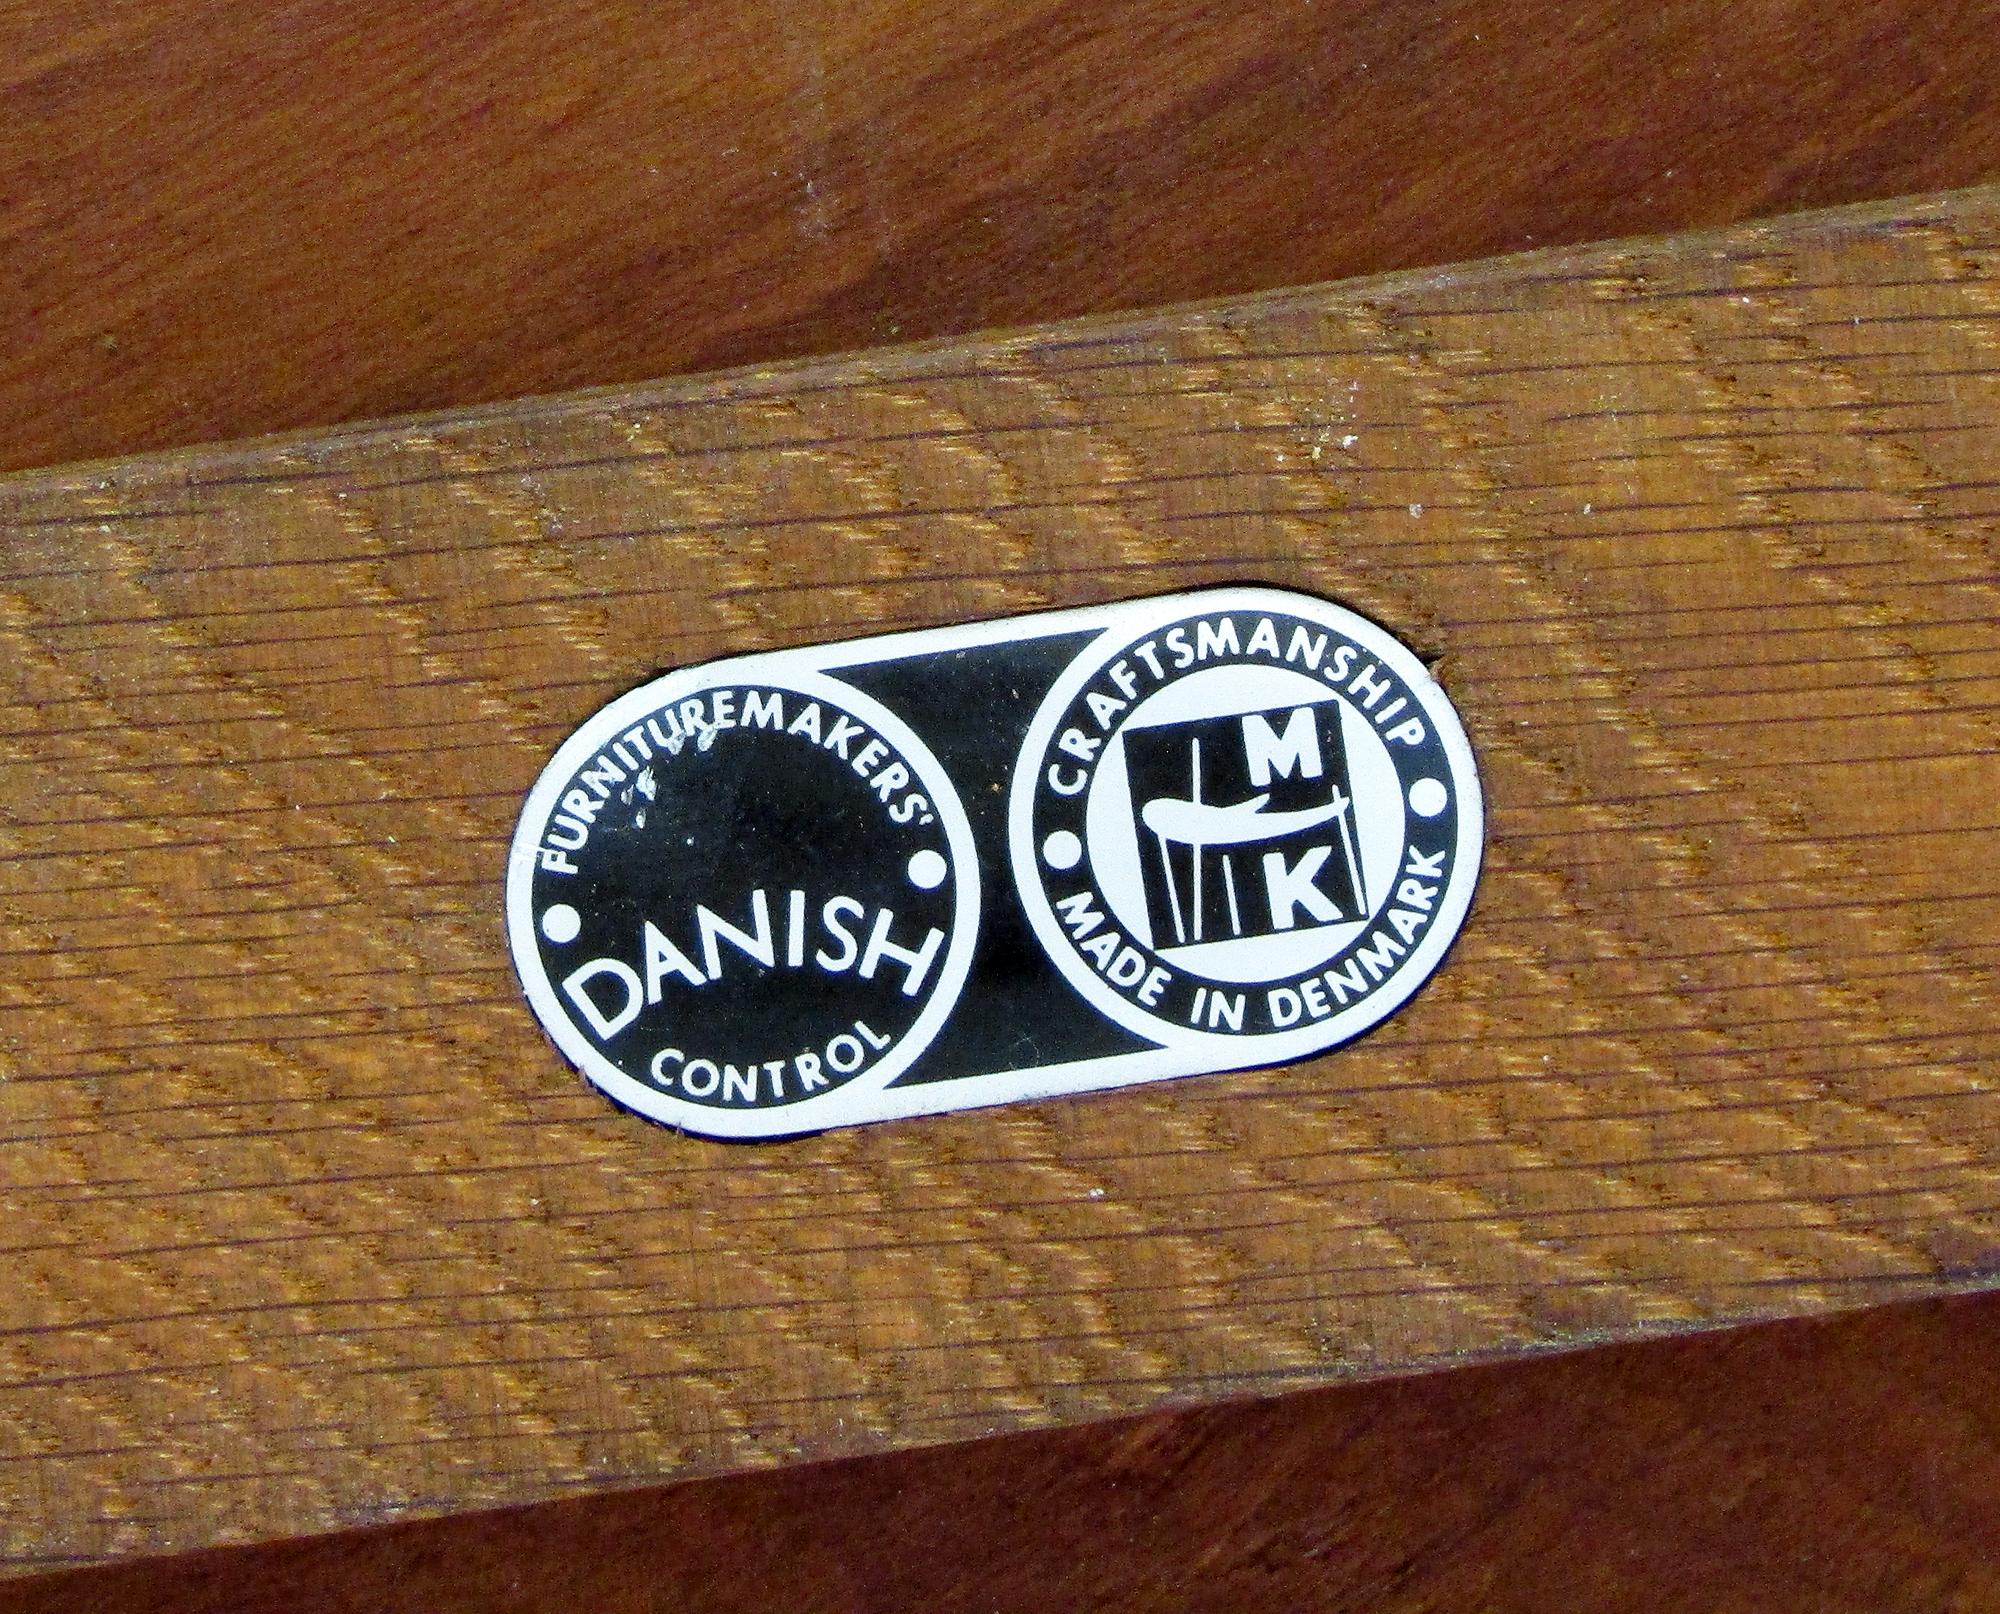 FURNITUREMAKERS'
DANISH
CONTROL
CRAFTSMANSHIP
M
K
MADE IN DENMARK